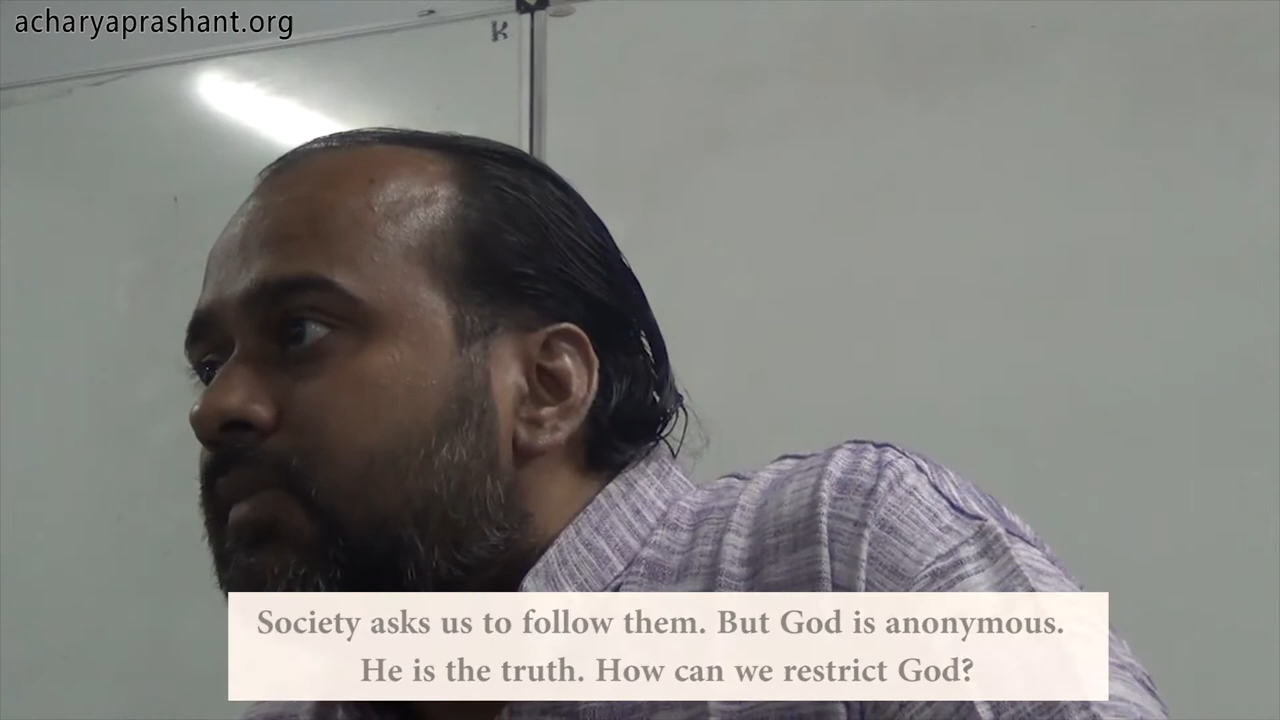 acharyaprashant.org
K
Society asks us to follow them. But God is anonymous.
He is the truth. How can we restrict God?